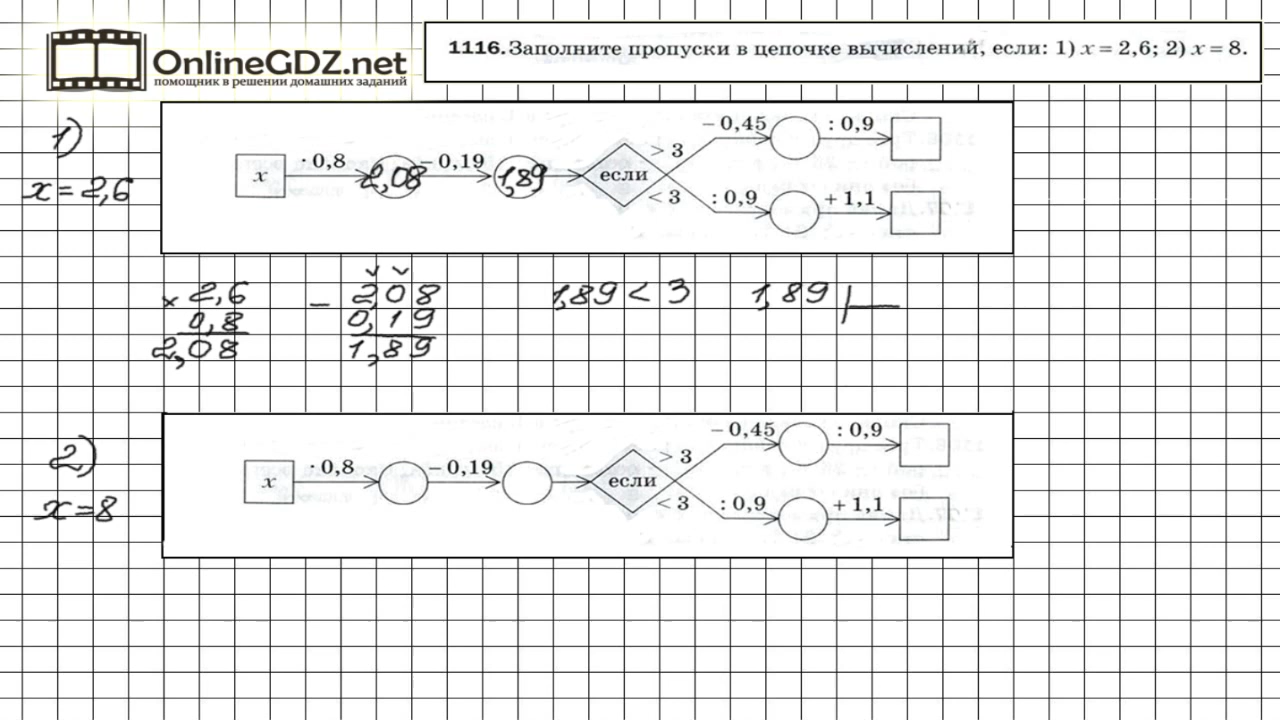 OnlineGDZ.net
помощник в решении домашних заданий
1116. Заполните пропуски в цепочке вычислений, если: 1) x = 2,6; 2) x = 8.
1)
x = 2,6
x · 0,8 2,08 − 0,19 1,89 если > 3 − 0,45 : 0,9
< 3 : 0,9 + 1,1
× 2,6 − 2,08 1,89 < 3 1,89
0,8 0,19
2,08 1,89
2)
x = 8
x · 0,8 − 0,19 если > 3 − 0,45 : 0,9
< 3 : 0,9 + 1,1